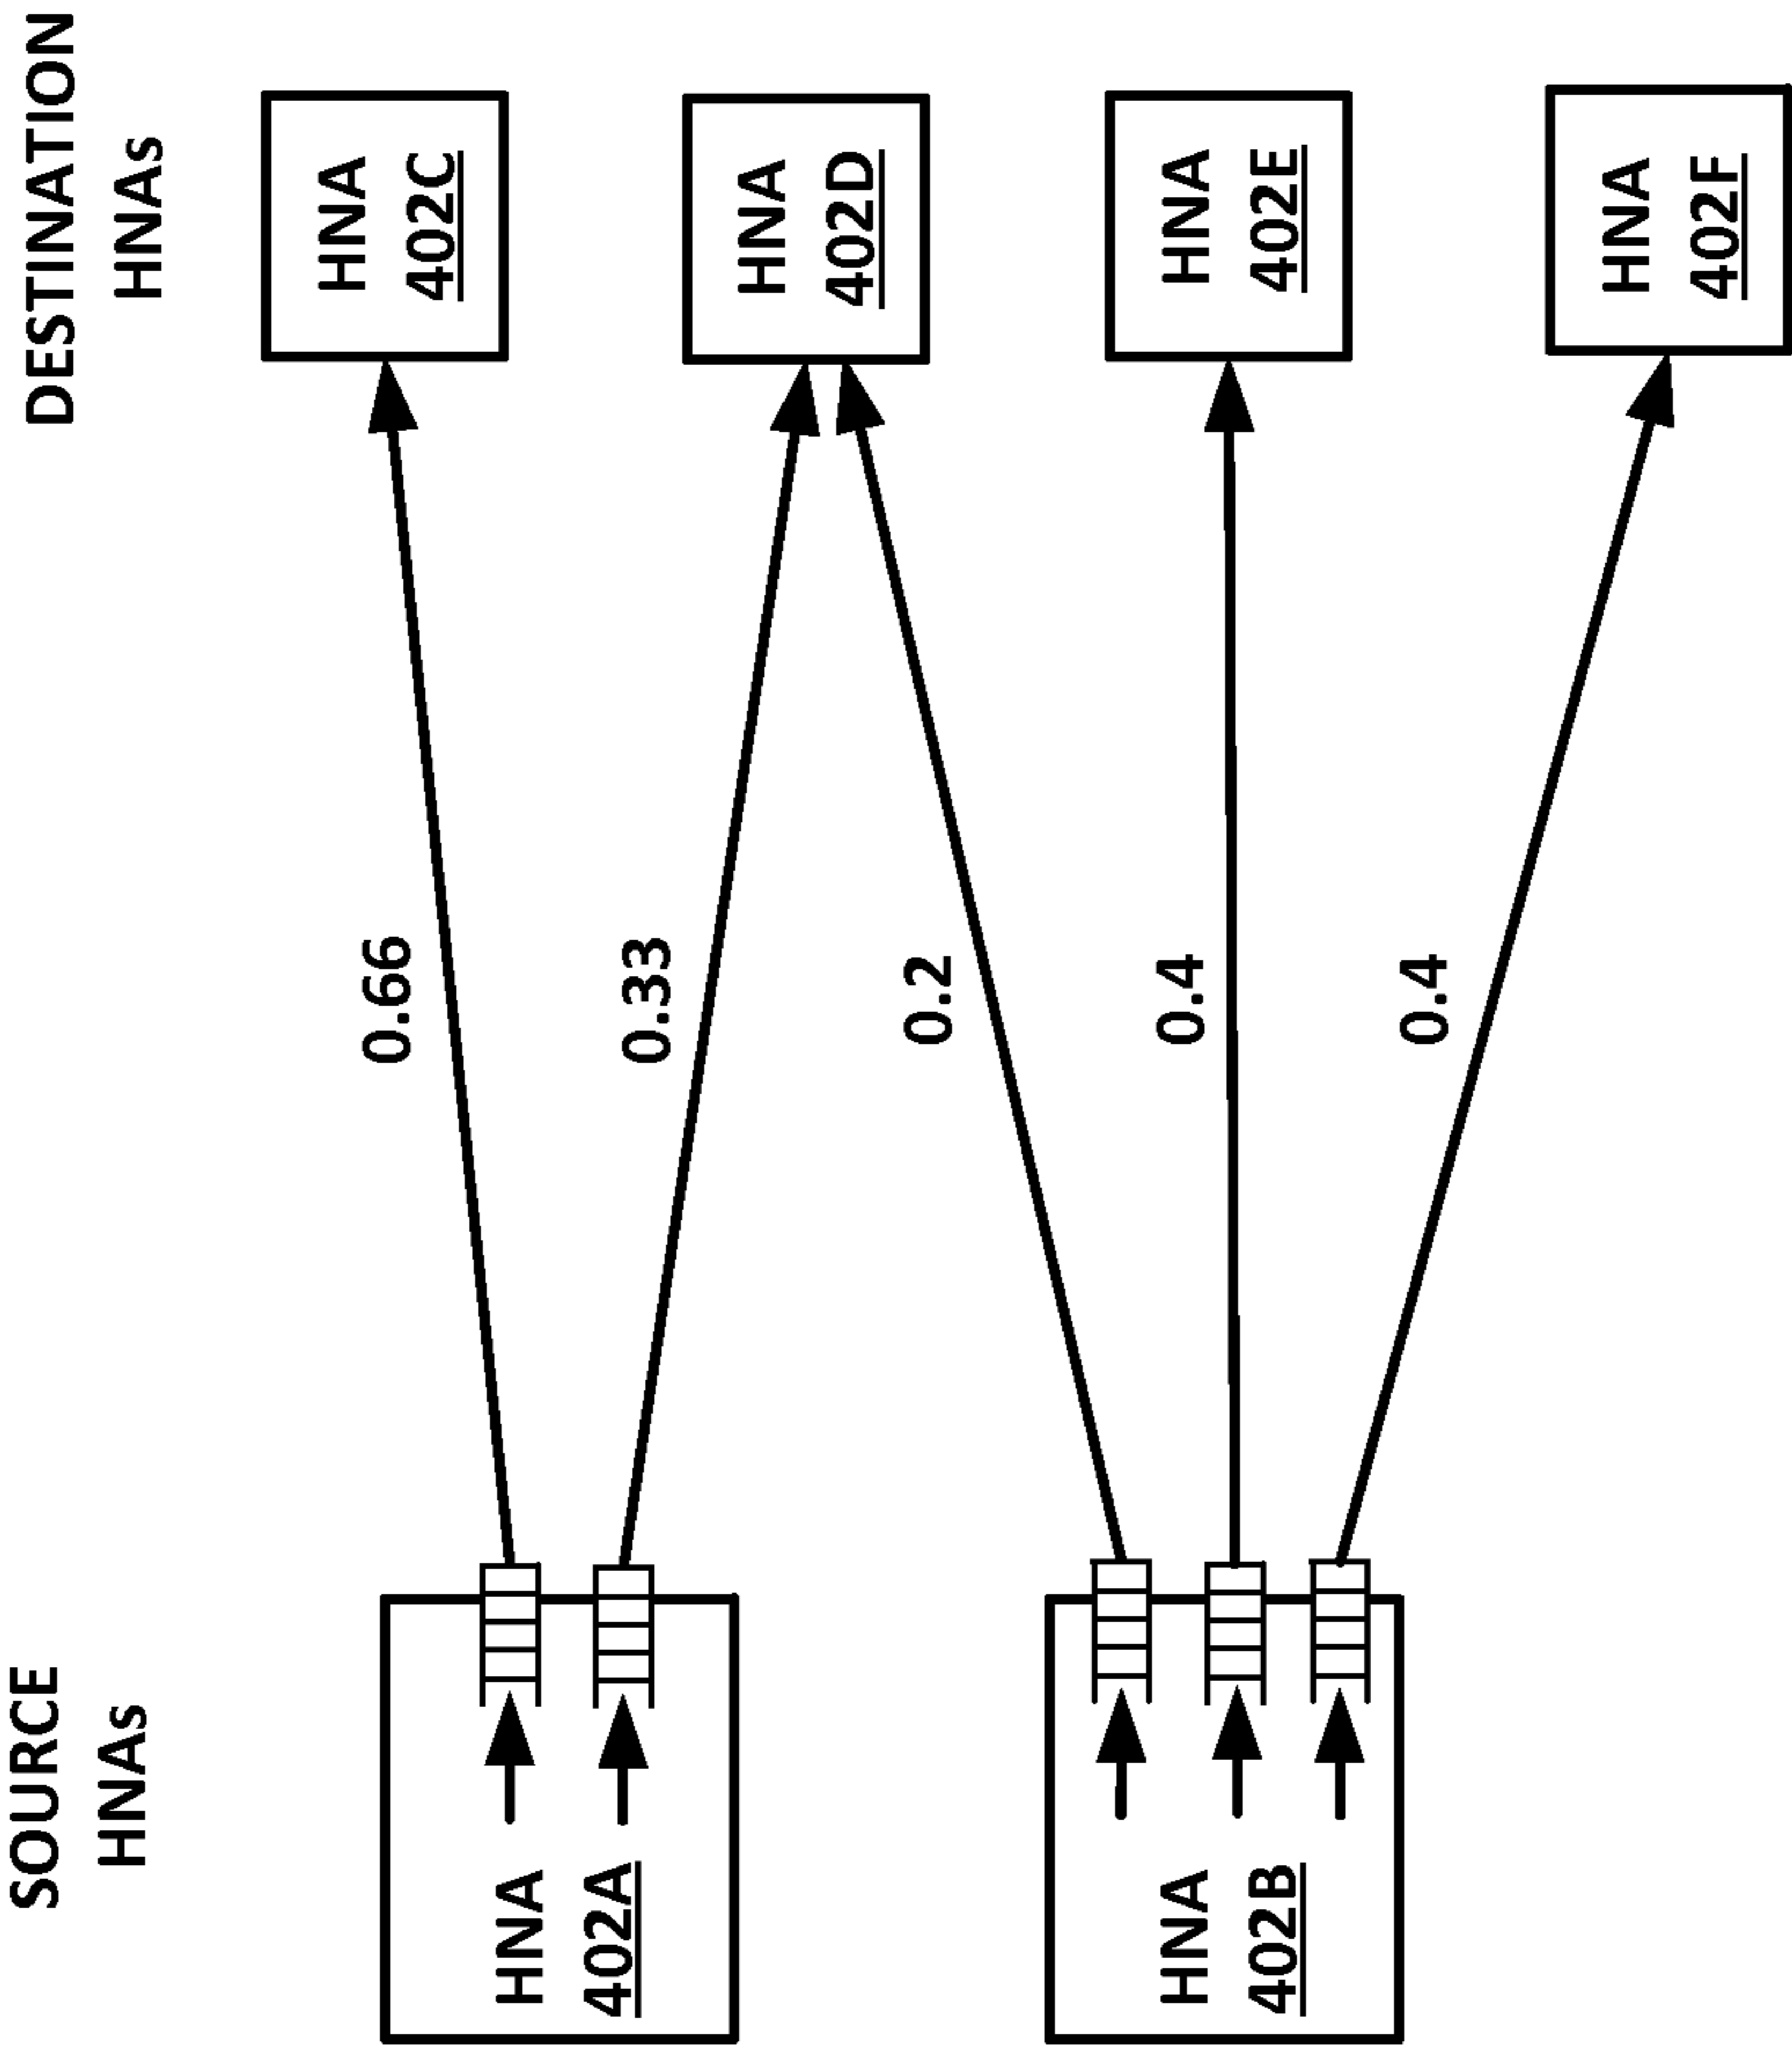 SOURCE
HNAs
DESTINATION
HNAs
HNA
402A
HNA
402B
0.66
0.33
0.2
0.4
0.4
HNA
402C
HNA
402D
HNA
402E
HNA
402F